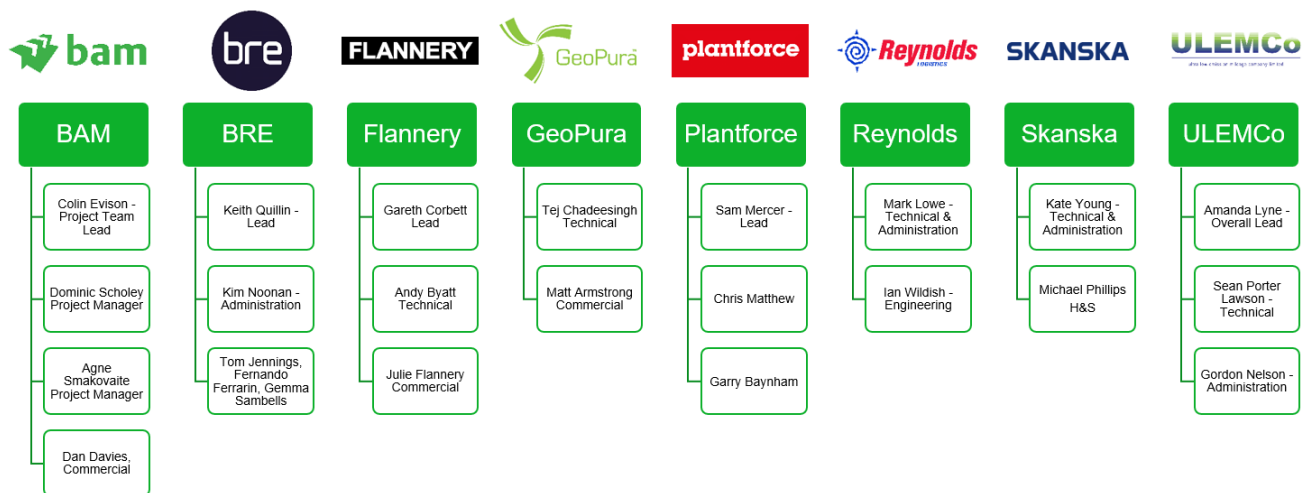 bam
bre
FLANNERY
GeoPura
plantforce
Reynolds
LOGISTICS
SKANSKA
ULEMCo
BAM
Colin Evison -
Project Team
Lead
Dominic Scholey
Project Manager
Agne
Smakovaite
Project Manager
Dan Davies,
Commercial
BRE
Keith Quillin -
Lead
Kim Noonan -
Administration
Tom Jennings,
Fernando
Ferrarin, Gemma
Sambells
Flannery
Gareth Corbett
Lead
Andy Byatt
Technical
Julie Flannery
Commercial
GeoPura
Tej Chadeesingh
Technical
Matt Armstrong
Commercial
Plantforce
Sam Mercer -
Lead
Chris Matthew
Garry Baynham
Reynolds
Mark Lowe -
Technical &
Administration
Ian Wildish -
Engineering
Skanska
Kate Young -
Technical &
Administration
Michael Phillips
H&S
ULEMCo
Amanda Lyne -
Overall Lead
Sean Porter
Lawson -
Technical
Gordon Nelson -
Administration